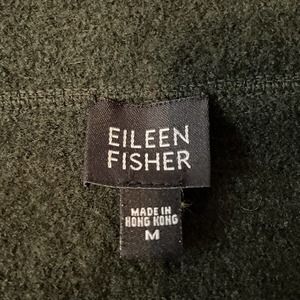 EILEEN
FISHER
MADE IN
HONG KONG
M